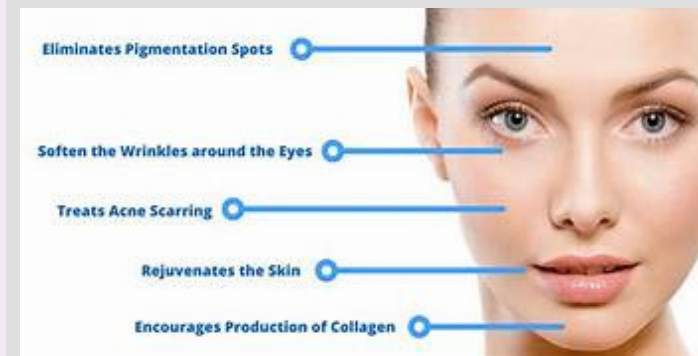 Eliminates Pigmentation Spots
Soften the Wrinkles around the Eyes
Treats Acne Scarring
Rejuvenates the Skin
Encourages Production of Collagen